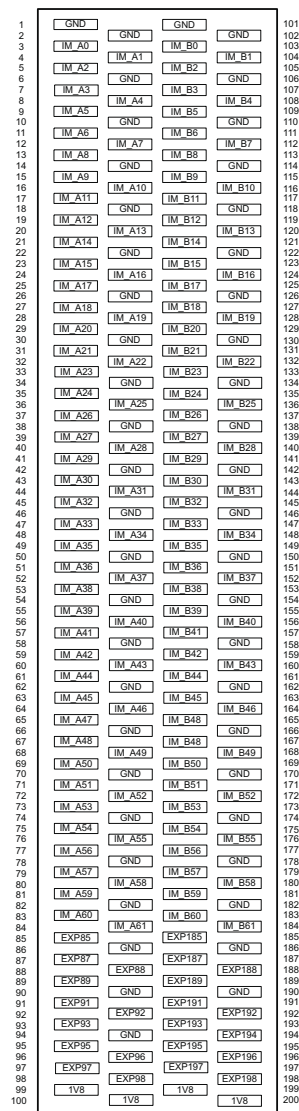 1 GND GND 101
2 GND GND 102
3 IM_A0 IM_B0 103
4 IM_A1 IM_B1 104
5 IM_A2 IM_B2 105
6 GND GND 106
7 IM_A3 IM_B3 107
8 IM_A4 IM_B4 108
9 IM_A5 IM_B5 109
10 GND GND 110
11 IM_A6 IM_B6 111
12 IM_A7 IM_B7 112
13 IM_A8 IM_B8 113
14 GND GND 114
15 IM_A9 IM_B9 115
16 IM_A10 IM_B10 116
17 IM_A11 IM_B11 117
18 GND GND 118
19 IM_A12 IM_B12 119
20 IM_A13 IM_B13 120
21 IM_A14 IM_B14 121
22 GND GND 122
23 IM_A15 IM_B15 123
24 IM_A16 IM_B16 124
25 IM_A17 IM_B17 125
26 GND GND 126
27 IM_A18 IM_B18 127
28 IM_A19 IM_B19 128
29 IM_A20 IM_B20 129
30 GND GND 130
31 IM_A21 IM_B21 131
32 IM_A22 IM_B22 132
33 IM_A23 IM_B23 133
34 GND GND 134
35 IM_A24 IM_B24 135
36 IM_A25 IM_B25 136
37 IM_A26 IM_B26 137
38 GND GND 138
39 IM_A27 IM_B27 139
40 IM_A28 IM_B28 140
41 IM_A29 IM_B29 141
42 GND GND 142
43 IM_A30 IM_B30 143
44 IM_A31 IM_B31 144
45 IM_A32 IM_B32 145
46 GND GND 146
47 IM_A33 IM_B33 147
48 IM_A34 IM_B34 148
49 IM_A35 IM_B35 149
50 GND GND 150
51 IM_A36 IM_B36 151
52 IM_A37 IM_B37 152
53 IM_A38 IM_B38 153
54 GND GND 154
55 IM_A39 IM_B39 155
56 IM_A40 IM_B40 156
57 IM_A41 IM_B41 157
58 GND GND 158
59 IM_A42 IM_B42 159
60 IM_A43 IM_B43 160
61 IM_A44 IM_B44 161
62 GND GND 162
63 IM_A45 IM_B45 163
64 IM_A46 IM_B46 164
65 IM_A47 IM_B48 165
66 GND GND 166
67 IM_A48 IM_B48 167
68 IM_A49 IM_B49 168
69 IM_A50 IM_B50 169
70 GND GND 170
71 IM_A51 IM_B51 171
72 IM_A52 IM_B52 172
73 IM_A53 IM_B53 173
74 GND GND 174
75 IM_A54 IM_B54 175
76 IM_A55 IM_B55 176
77 IM_A56 IM_B56 177
78 GND GND 178
79 IM_A57 IM_B57 179
80 IM_A58 IM_B58 180
81 IM_A59 IM_B59 181
82 GND GND 182
83 IM_A60 IM_B60 183
84 IM_A61 IM_B61 184
85 EXP85 EXP185 185
86 GND GND 186
87 EXP87 EXP187 187
88 EXP88 EXP188 188
89 EXP89 EXP189 189
90 GND GND 190
91 EXP91 EXP191 191
92 EXP92 EXP192 192
93 EXP93 EXP193 193
94 GND EXP194 194
95 EXP95 EXP195 195
96 EXP96 EXP196 196
97 EXP97 EXP197 197
98 EXP98 EXP198 198
99 1V8 1V8 199
100 1V8 1V8 200